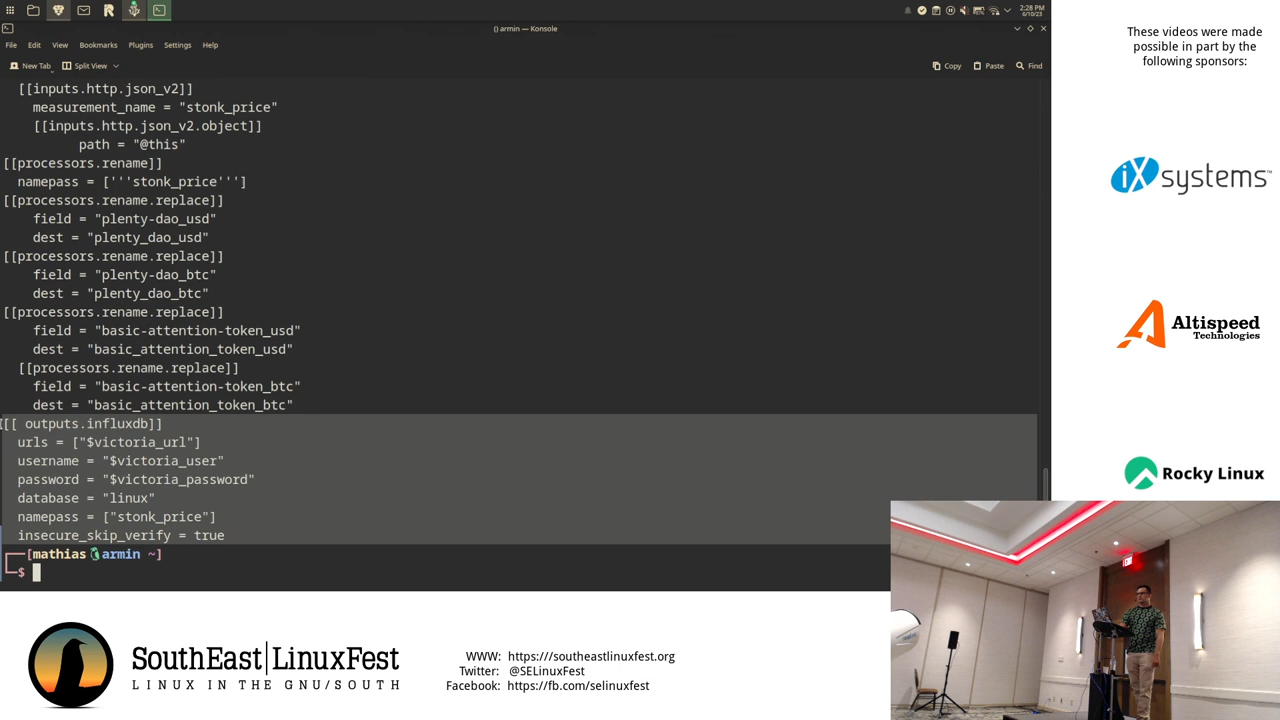 2:28 PM
6/10/23
() armin — Konsole
File Edit View Bookmarks Plugins Settings Help
New Tab Split View Copy Paste Find
[[inputs.http.json_v2]]
measurement_name = "stonk_price"
[[inputs.http.json_v2.object]]
path = "@this"
[[processors.rename]]
namepass = ['''stonk_price''']
[[processors.rename.replace]]
field = "plenty-dao_usd"
dest = "plenty_dao_usd"
[[processors.rename.replace]]
field = "plenty-dao_btc"
dest = "plenty_dao_btc"
[[processors.rename.replace]]
field = "basic-attention-token_usd"
dest = "basic_attention_token_usd"
[[processors.rename.replace]]
field = "basic-attention-token_btc"
dest = "basic_attention_token_btc"
[[ outputs.influxdb]]
urls = ["$victoria_url"]
username = "$victoria_user"
password = "$victoria_password"
database = "linux"
namepass = ["stonk_price"]
insecure_skip_verify = true
[mathias armin ~]
$
These videos were made
possible in part by the
following sponsors:
iXsystems™
Altispeed
Technologies
Rocky Linux
EXIT
SouthEast|LinuxFest
LINUX IN THE GNU/SOUTH
WWW: https:///southeastlinuxfest.org
Twitter: @SELinuxFest
Facebook: https://fb.com/selinuxfest